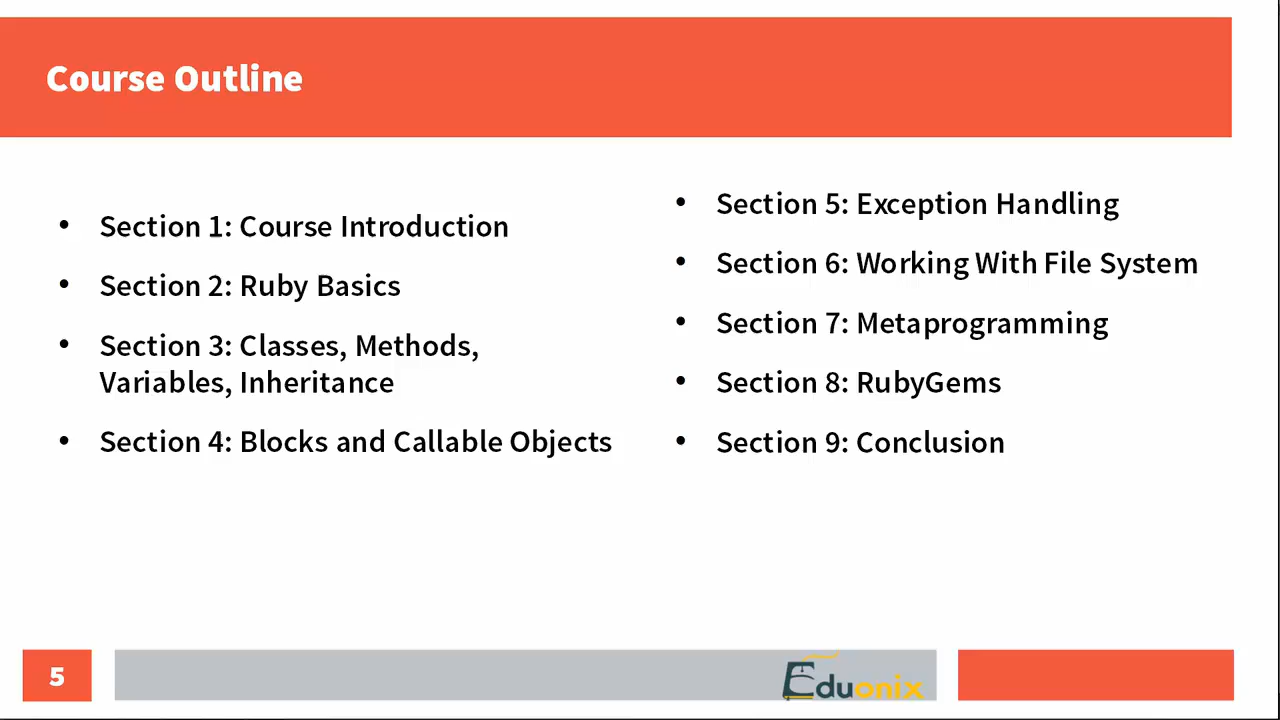 Course Outline
• Section 1: Course Introduction
• Section 2: Ruby Basics
• Section 3: Classes, Methods,
Variables, Inheritance
• Section 4: Blocks and Callable Objects
• Section 5: Exception Handling
• Section 6: Working With File System
• Section 7: Metaprogramming
• Section 8: RubyGems
• Section 9: Conclusion
5
Eduonix